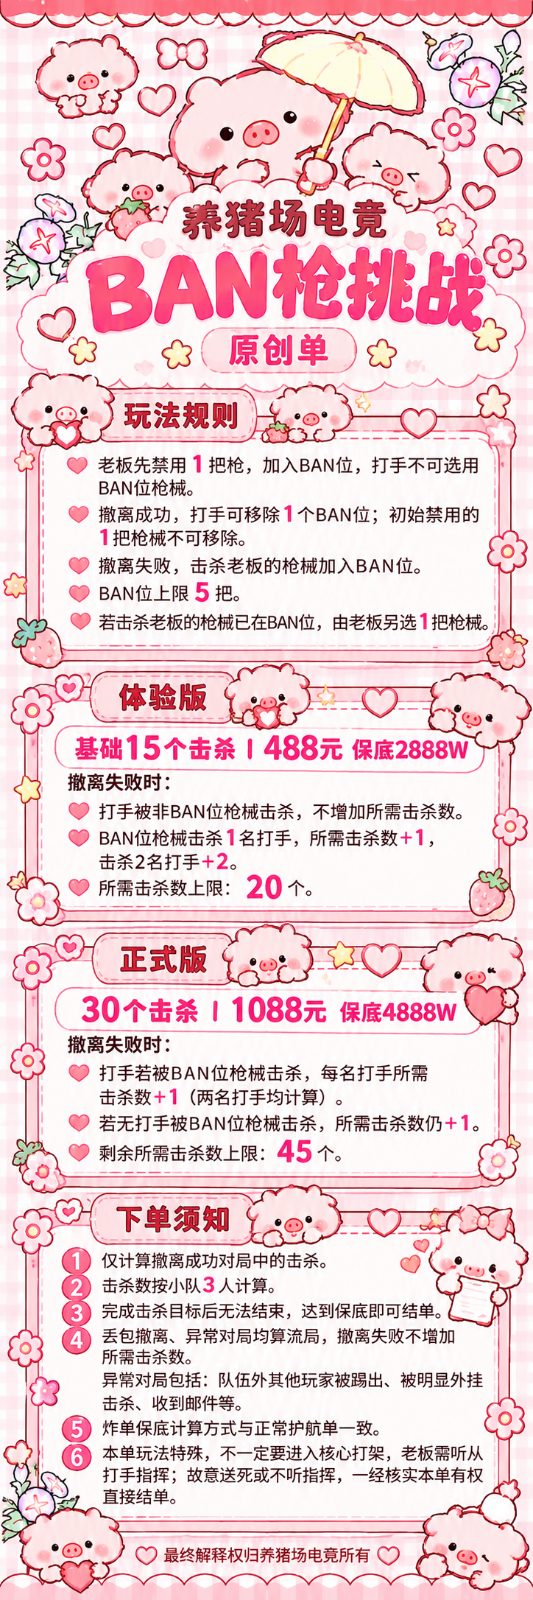 养猪场电竞
BAN枪挑战
原创单
玩法规则
老板先禁用 1 把枪，加入BAN位，打手不可选用
BAN位枪械。
撤离成功，打手可移除1个BAN位；初始禁用的
1把枪械不可移除。
撤离失败，击杀老板的枪械加入BAN位。
BAN位上限 5 把。
若击杀老板的枪械已在BAN位，由老板另选1把枪械。
体验版
基础15个击杀 | 488元 保底2888W
撤离失败时：
打手被非BAN位枪械击杀，不增加所需击杀数。
BAN位枪械击杀1名打手，所需击杀数+1，
击杀2名打手+2。
所需击杀数上限： 20 个。
正式版
30个击杀 | 1088元 保底4888W
撤离失败时：
打手若被BAN位枪械击杀，每名打手所需
击杀数+1（两名打手均计算）。
若无打手被BAN位枪械击杀，所需击杀数仍+1。
剩余所需击杀数上限： 45 个。
下单须知
1 仅计算撤离成功对局中的击杀。
2 击杀数按小队3人计算。
3 完成击杀目标后无法结束，达到保底即可结单。
4 丢包撤离、异常对局均算流局，撤离失败不增加
所需击杀数。
异常对局包括：队伍外其他玩家被踢出、被明显外挂
击杀、收到邮件等。
5 炸单保底计算方式与正常护航单一致。
6 本单玩法特殊，不一定要进入核心打架，老板需听从
打手指挥；故意送死或不听指挥，一经核实本单有权
直接结单。
最终解释权归养猪场电竞所有